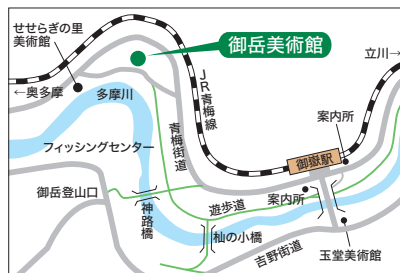 せせらぎの里
美術館
御岳美術館
立川→
←奥多摩
多摩川
JR青梅線
青梅街道
案内所
フィッシングセンター
御嶽駅
御岳登山口
神路橋
遊歩道
案内所
杣の小橋
吉野街道
玉堂美術館